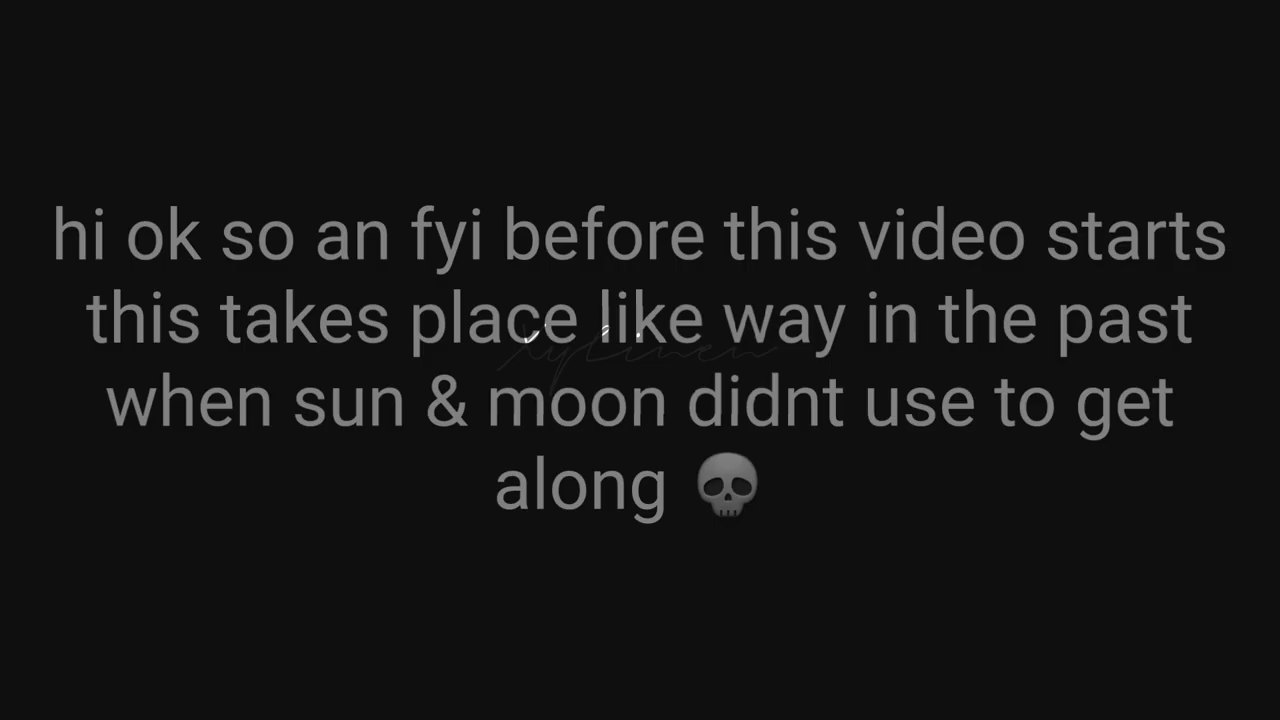 hi ok so an fyi before this video starts
this takes place like way in the past
when sun & moon didnt use to get
along 💀